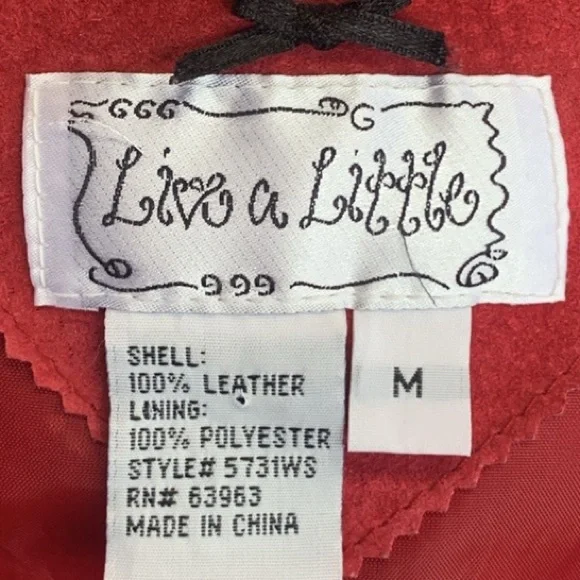 Live a Little
SHELL:
100% LEATHER
LINING:
100% POLYESTER
STYLE# 5731WS
RN# 63963
MADE IN CHINA
M